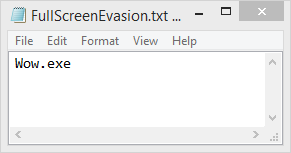 FullScreenEvasion.txt ...
File Edit Format View Help
Wow.exe